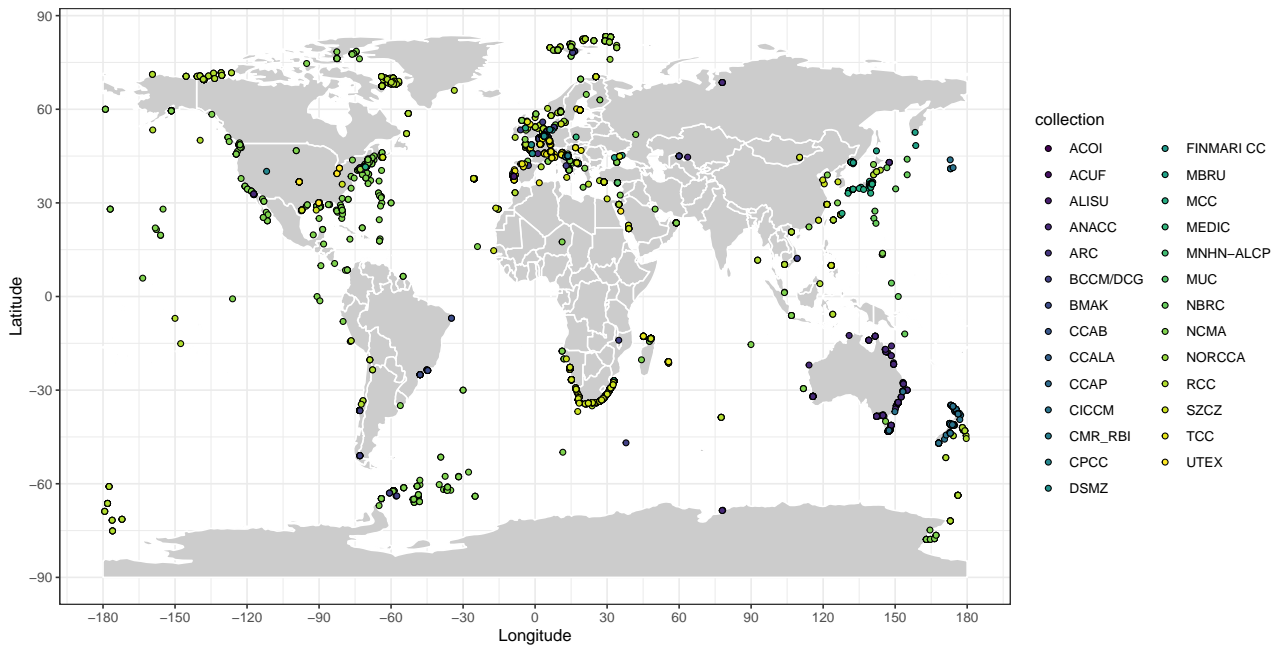 90
60
30
0
−30
−60
−90
Latitude
−180 −150 −120 −90 −60 −30 0 30 60 90 120 150 180
Longitude
collection
ACOI
ACUF
ALISU
ANACC
ARC
BCCM/DCG
BMAK
CCAB
CCALA
CCAP
CICCM
CMR_RBI
CPCC
DSMZ
FINMARI CC
MBRU
MCC
MEDIC
MNHN−ALCP
MUC
NBRC
NCMA
NORCCA
RCC
SZCZ
TCC
UTEX